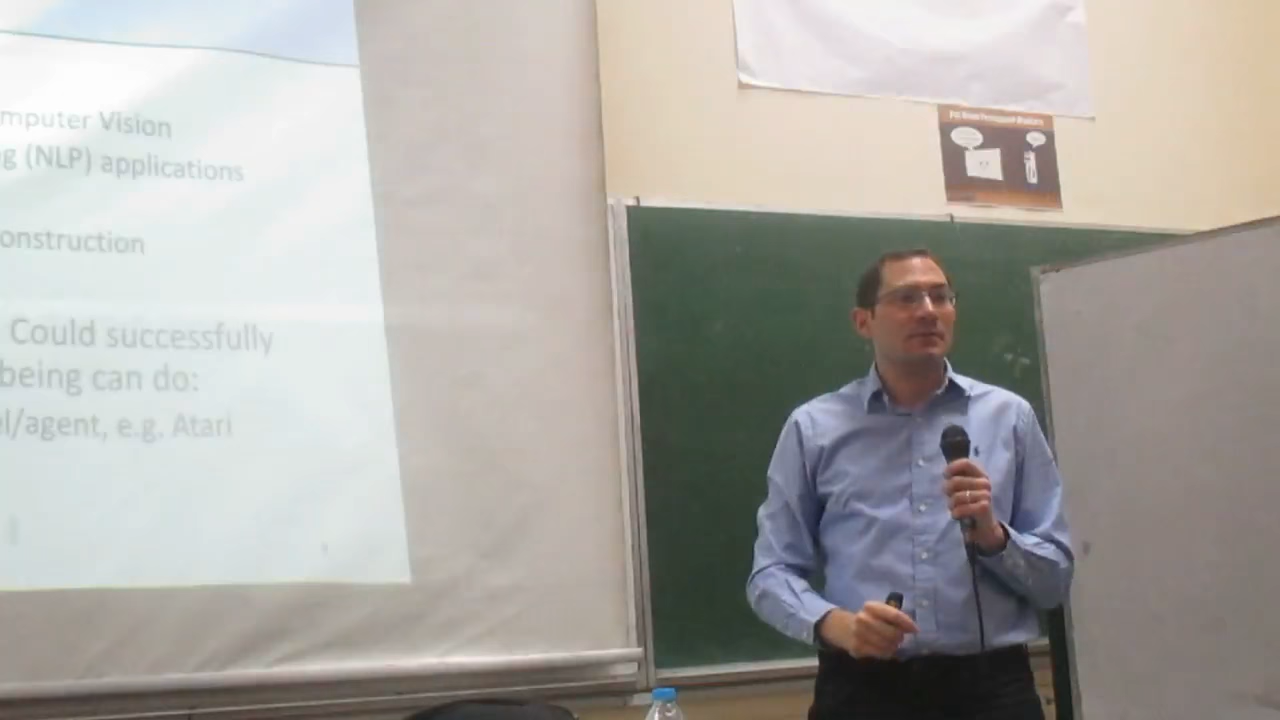 mputer Vision
g (NLP) applications
onstruction
Could successfully
being can do:
l/agent, e.g. Atari